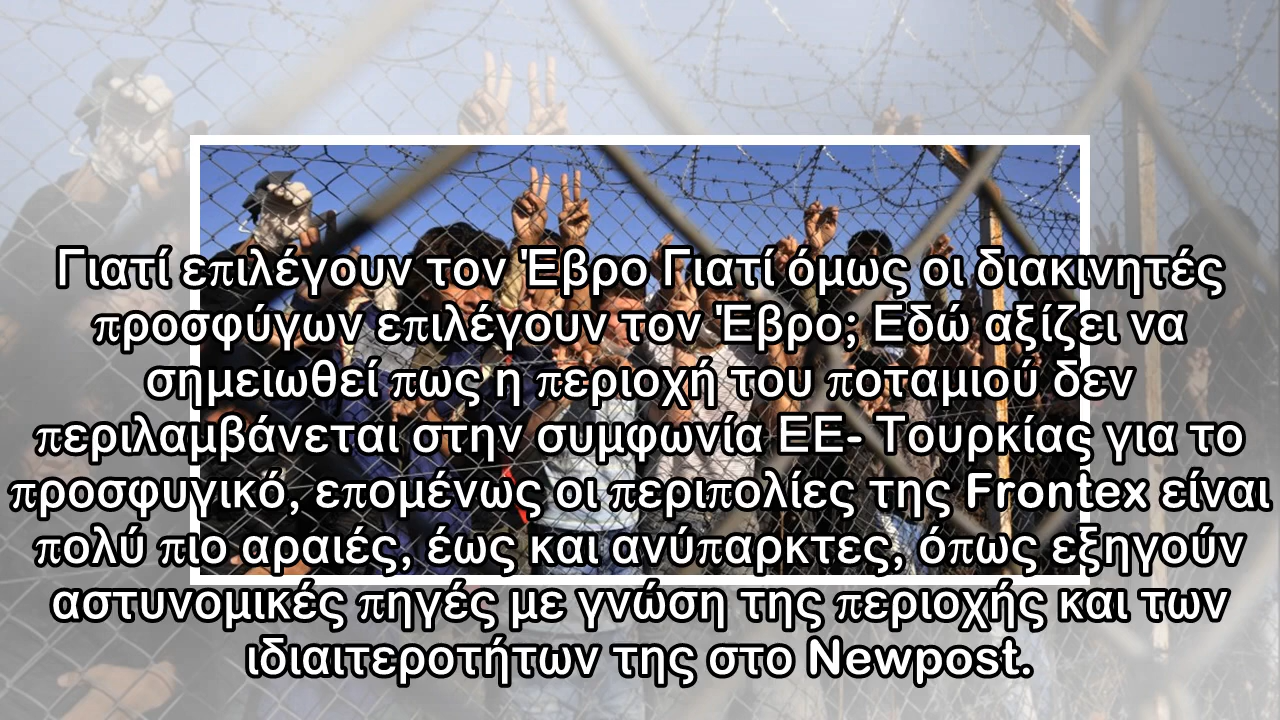 Γιατί επιλέγουν τον Έβρο Γιατί όμως οι διακινητές
προσφύγων επιλέγουν τον Έβρο; Εδώ αξίζει να
σημειωθεί πως η περιοχή του ποταμιού δεν
περιλαμβάνεται στην συμφωνία ΕΕ- Τουρκίας για το
προσφυγικό, επομένως οι περιπολίες της Frontex είναι
πολύ πιο αραιές, έως και ανύπαρκτες, όπως εξηγούν
αστυνομικές πηγές με γνώση της περιοχής και των
ιδιαιτεροτήτων της στο Newpost.